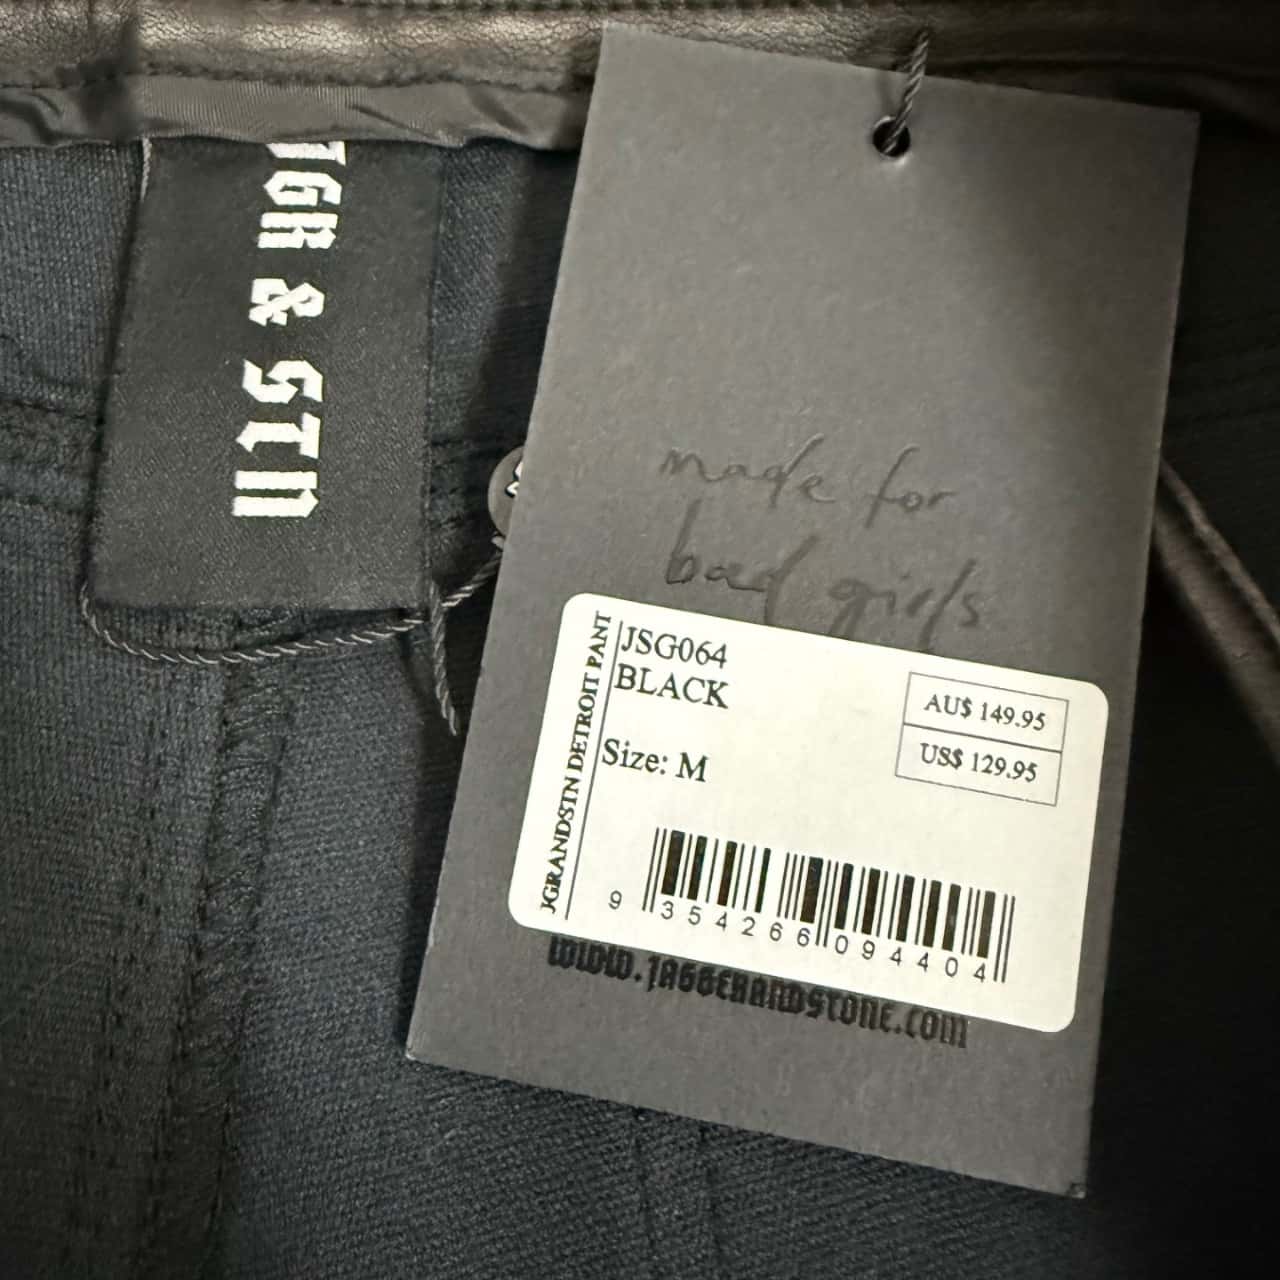 JGR & STN
made for
bad girls
JGRANDSTN DETROIT PANT
JSG064
BLACK
Size: M
AU$ 149.95
US$ 129.95
9 354266 094404
www.JAGGERANDSTONE.com